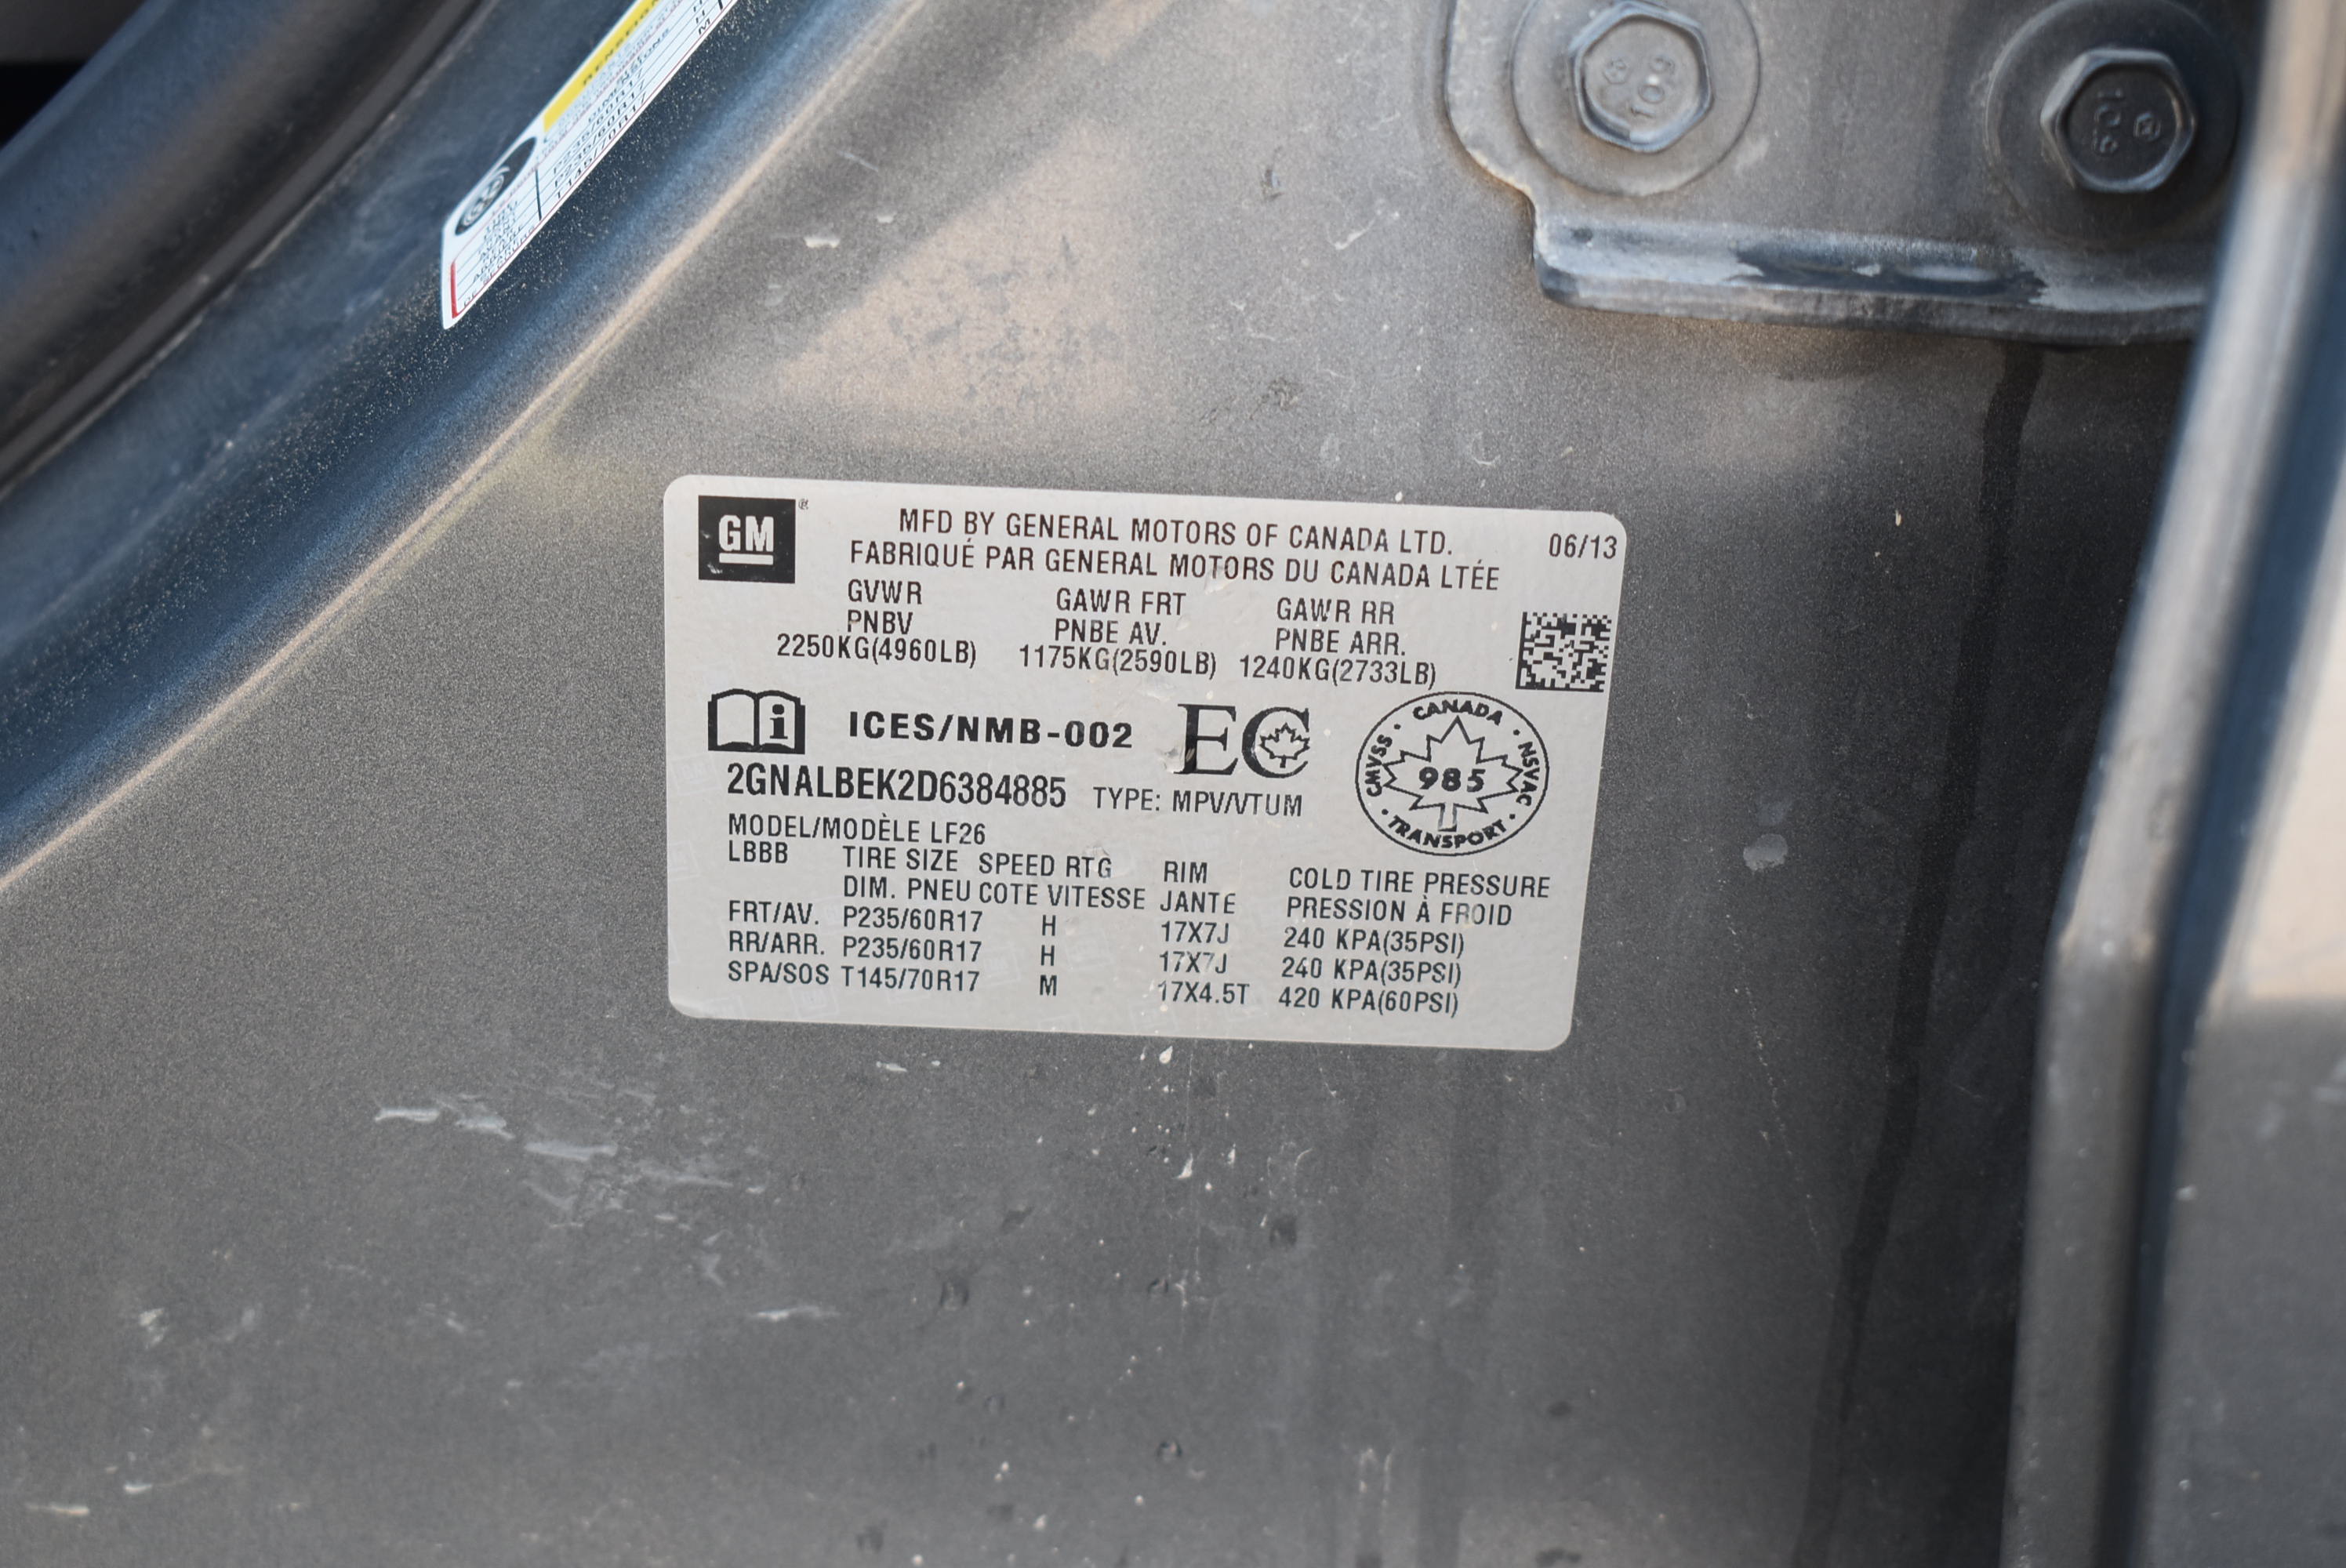 GM
®
MFD BY GENERAL MOTORS OF CANADA LTD.
FABRIQUÉ PAR GENERAL MOTORS DU CANADA LTÉE
06/13
GVWR GAWR FRT GAWR RR
PNBV PNBE AV. PNBE ARR.
2250KG(4960LB) 1175KG(2590LB) 1240KG(2733LB)
ICES/NMB-002 EC
CANADA · NSVAC · TRANSPORT · CMVSS ·
985
2GNALBEK2D6384885 TYPE: MPV/VTUM
MODEL/MODÈLE LF26
LBBB TIRE SIZE SPEED RTG RIM COLD TIRE PRESSURE
DIM. PNEU COTE VITESSE JANTE PRESSION À FROID
FRT/AV. P235/60R17 H 17X7J 240 KPA(35PSI)
RR/ARR. P235/60R17 H 17X7J 240 KPA(35PSI)
SPA/SOS T145/70R17 M 17X4.5T 420 KPA(60PSI)
10.9
10.9